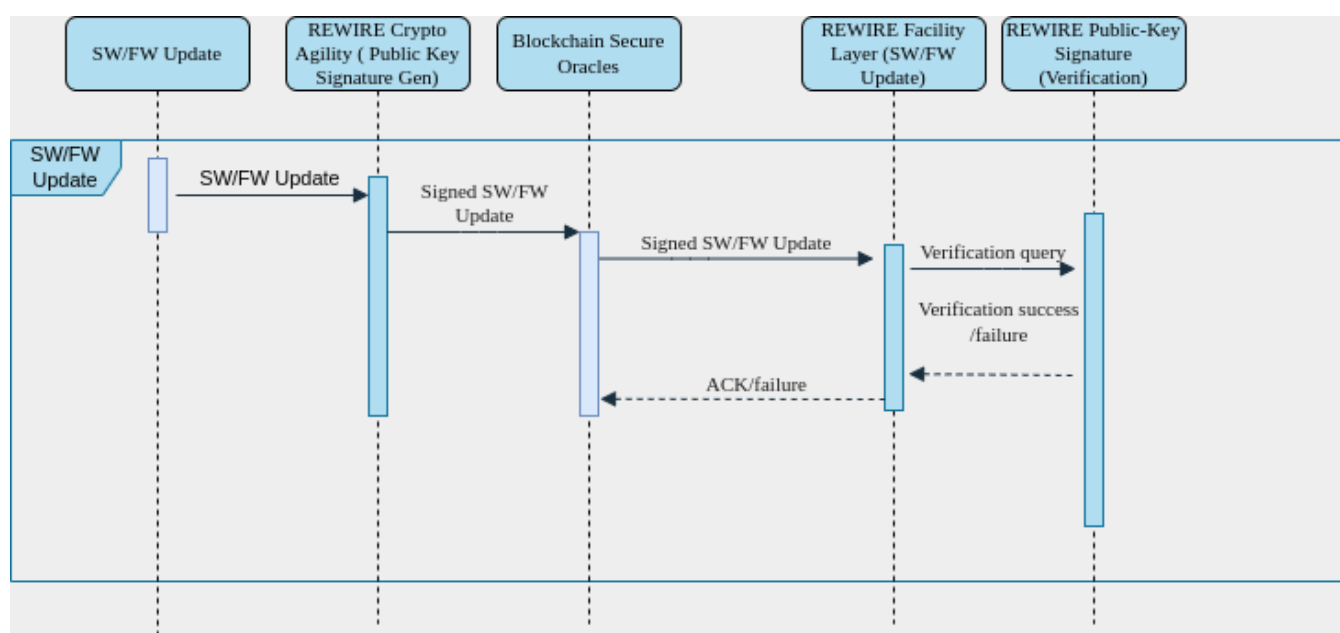 SW/FW Update
REWIRE Crypto
Agility ( Public Key
Signature Gen)
Blockchain Secure
Oracles
REWIRE Facility
Layer (SW/FW
Update)
REWIRE Public-Key
Signature
(Verification)
SW/FW
Update
SW/FW Update
Signed SW/FW
Update
Signed SW/FW Update
Verification query
Verification success
/failure
ACK/failure